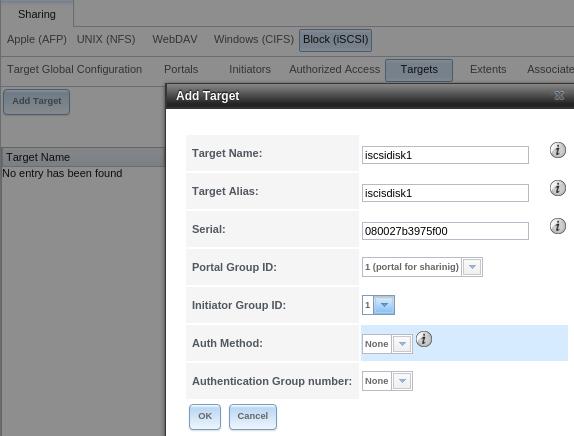 Sharing
Apple (AFP) UNIX (NFS) WebDAV Windows (CIFS) Block (iSCSI)
Target Global Configuration Portals Initiators Authorized Access Targets Extents Associate
Add Target
Target Name
No entry has been found
Add Target
Target Name: iscsidisk1
Target Alias: iscisdisk1
Serial: 080027b3975f00
Portal Group ID: 1 (portal for sharinig)
Initiator Group ID: 1
Auth Method: None
Authentication Group number: None
OK Cancel